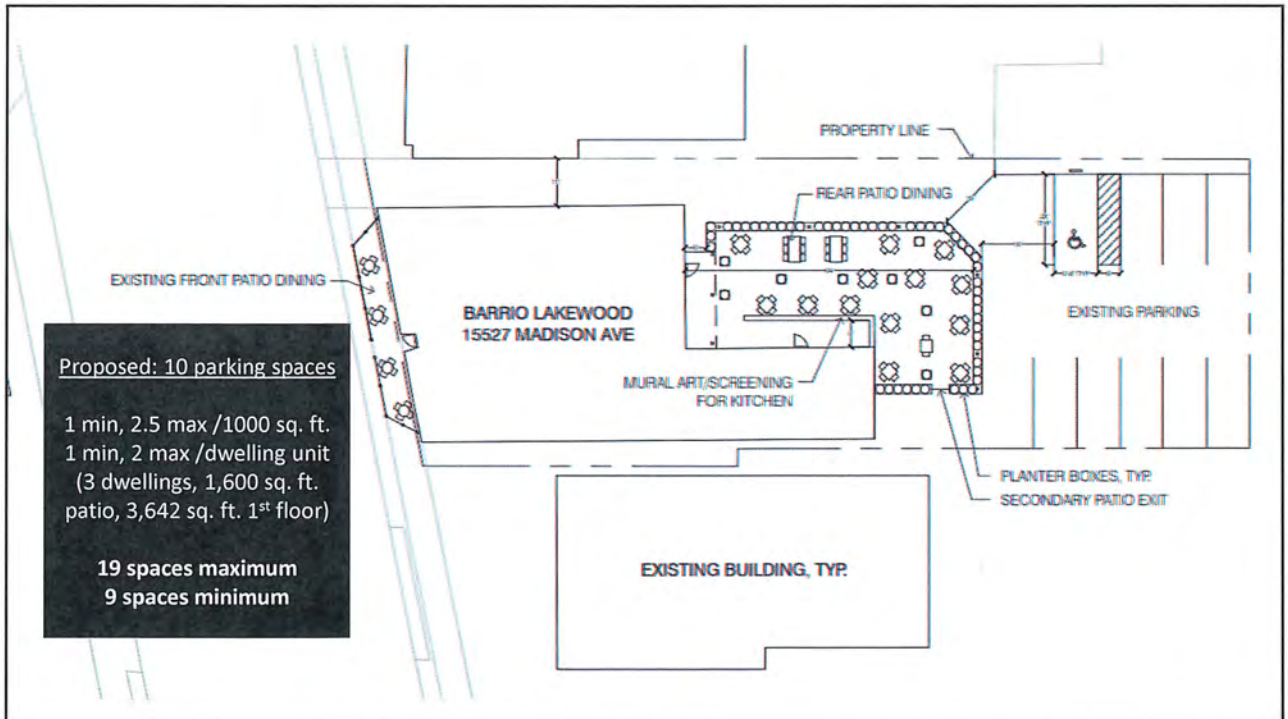 PROPERTY LINE
REAR PATIO DINING
EXISTING FRONT PATIO DINING
BARRIO LAKEWOOD
15527 MADISON AVE
EXISTING PARKING
MURAL ART/SCREENING
FOR KITCHEN
Proposed: 10 parking spaces
1 min, 2.5 max /1000 sq. ft.
1 min, 2 max /dwelling unit
(3 dwellings, 1,600 sq. ft.
patio, 3,642 sq. ft. 1st floor)
19 spaces maximum
9 spaces minimum
PLANTER BOXES, TYP.
SECONDARY PATIO EXIT
EXISTING BUILDING, TYP.